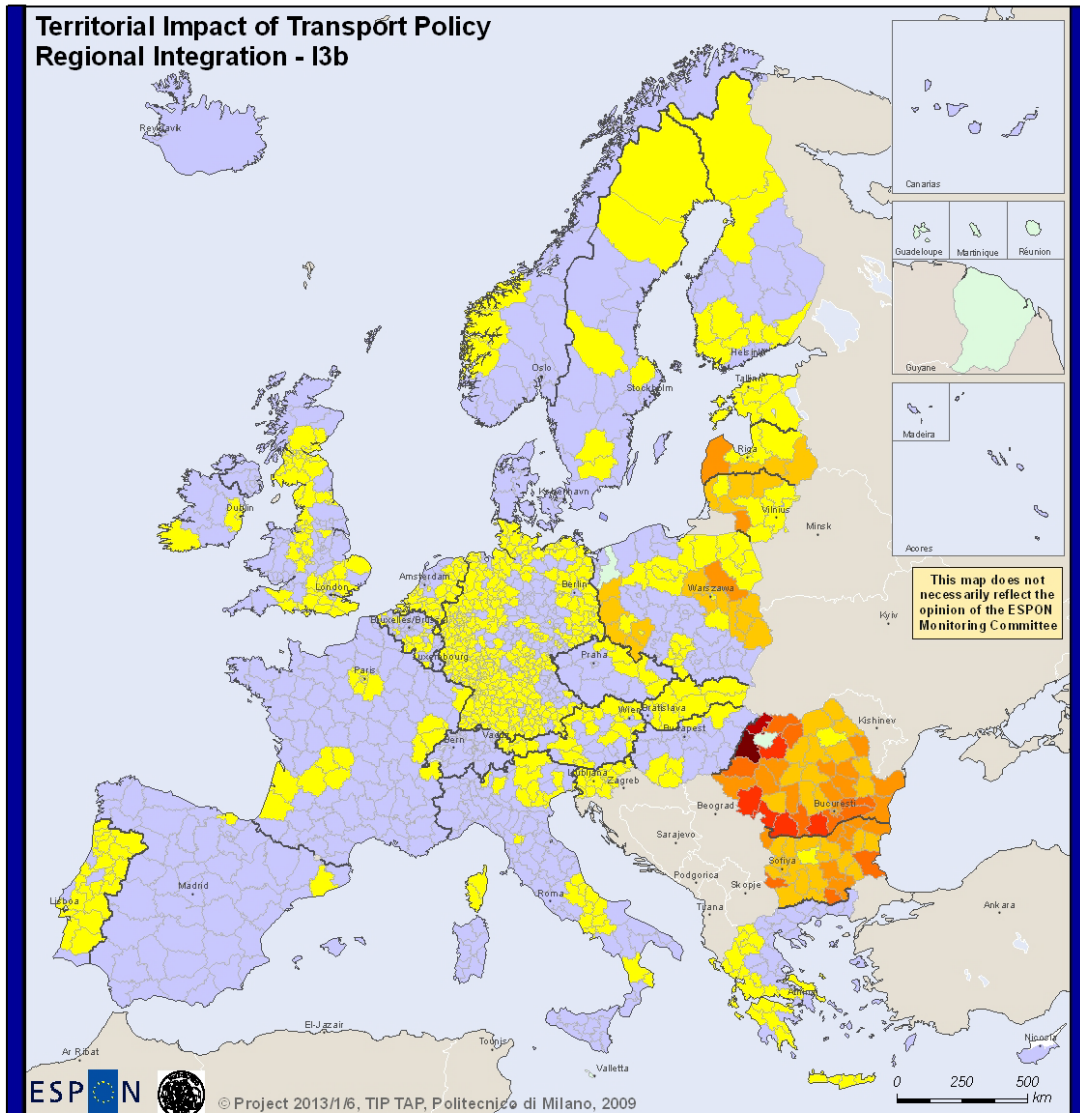 Territorial Impact of Transport Policy
Regional Integration - I3b
Reykjavik
Canarias
Guadeloupe
Martinique
Réunion
Guyane
Madeira
Acores
This map does not
necessarily reflect the
opinion of the ESPON
Monitoring Committee
Oslo
Helsinki
Stockholm
Tallinn
Riga
Dublin
København
Vilnius
Minsk
London
Amsterdam
Berlin
Warszawa
Kyiv
Luxembourg
Paris
Praha
Wien
Bratislava
Kishinev
Bern
Vaduz
Budapest
Ljubljana
Zagreb
Beograd
Bucuresti
Sarajevo
Sofiya
Podgorica
Skopje
Madrid
Roma
Tirana
Ankara
Lisboa
El-Jazair
Tounis
Nicosia
Ar Ribat
Valletta
ESPON
© Project 2013/1/6, TIP TAP, Politecnico di Milano, 2009
0 250 500
km